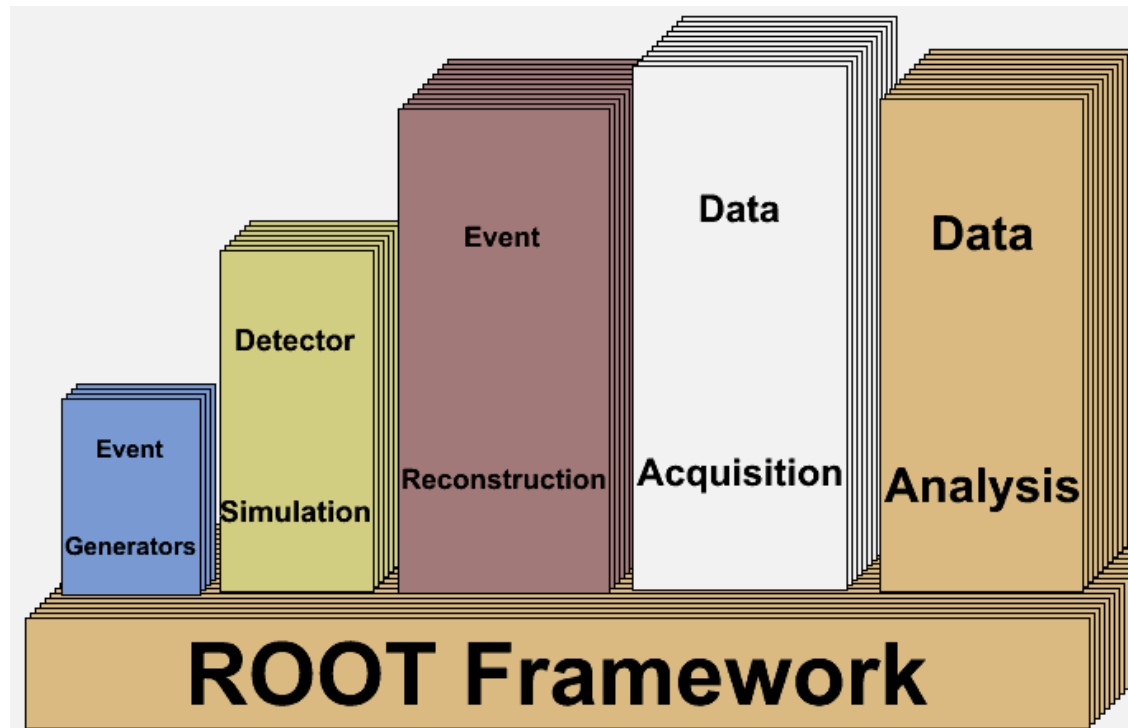 Event
Generators
Detector
Simulation
Event
Reconstruction
Data
Acquisition
Data
Analysis
ROOT Framework